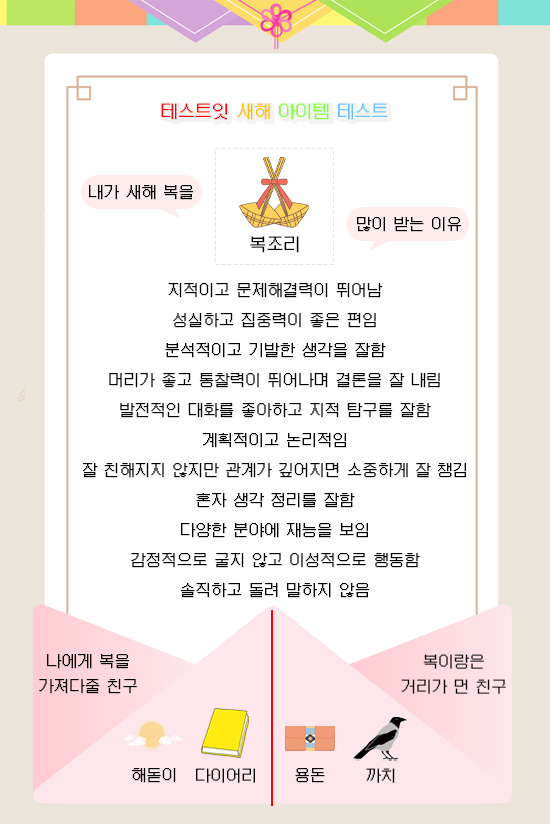 테스트잇 새해 아이템 테스트
내가 새해 복을
많이 받는 이유
복조리
지적이고 문제해결력이 뛰어남
성실하고 집중력이 좋은 편임
분석적이고 기발한 생각을 잘함
머리가 좋고 통찰력이 뛰어나며 결론을 잘 내림
발전적인 대화를 좋아하고 지적 탐구를 잘함
계획적이고 논리적임
잘 친해지지 않지만 관계가 깊어지면 소중하게 잘 챙김
혼자 생각 정리를 잘함
다양한 분야에 재능을 보임
감정적으로 굴지 않고 이성적으로 행동함
솔직하고 돌려 말하지 않음
나에게 복을
가져다줄 친구
해돋이 다이어리
복이랑은
거리가 먼 친구
용돈 까치